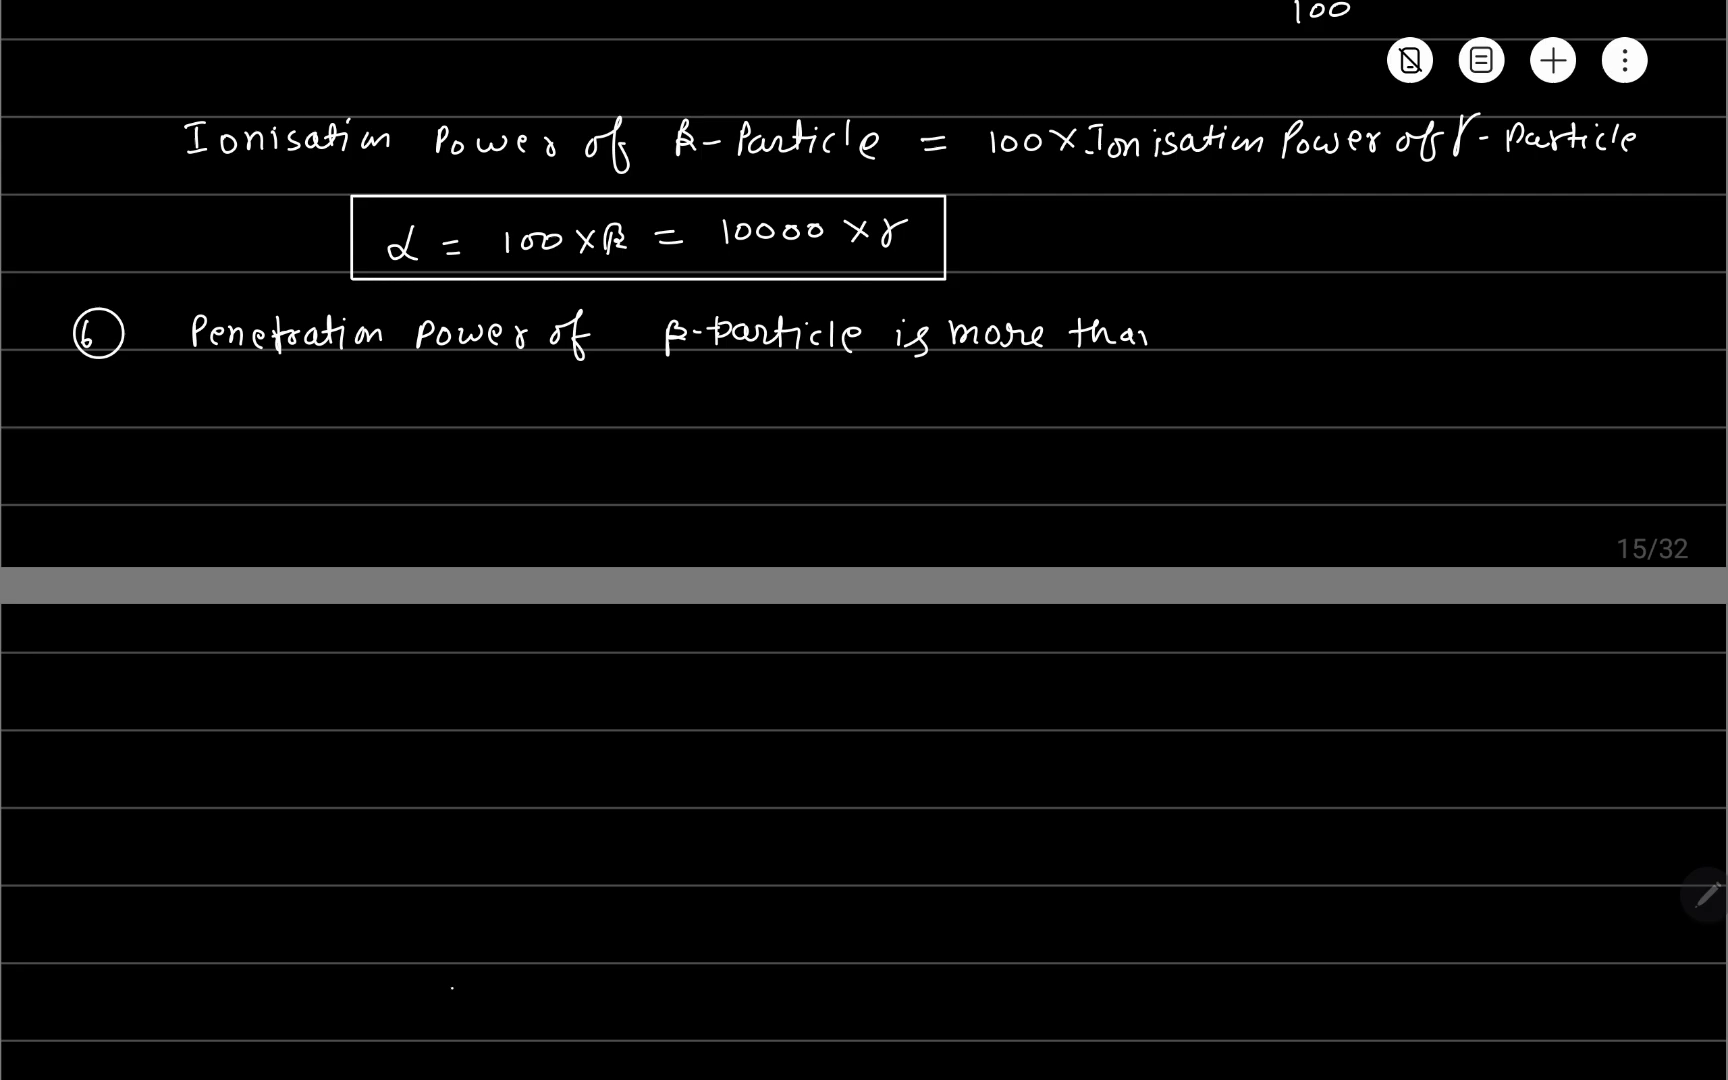 100
Ionisation Power of β-Particle = 100×Ionisation Power off γ-Particle
α = 100×β = 10000×γ
6 Penetration power of β-particle is more than
15/32